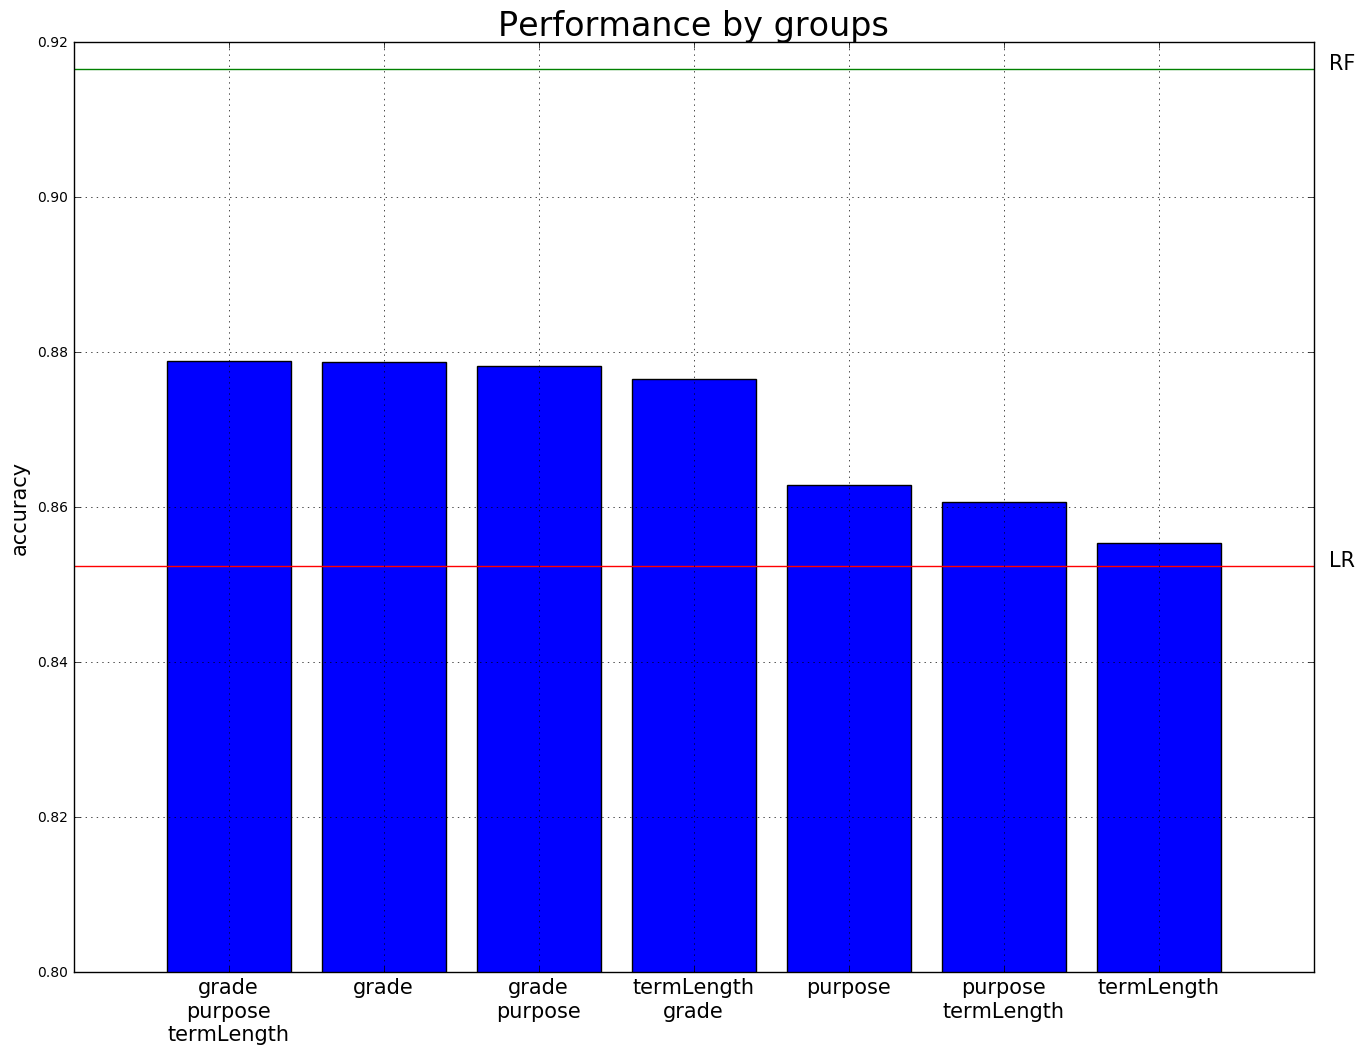 Performance by groups
0.92
RF
0.90
0.88
0.86
LR
0.84
0.82
0.80
accuracy
grade
purpose
termLength
grade
grade
purpose
termLength
grade
purpose
purpose
termLength
termLength